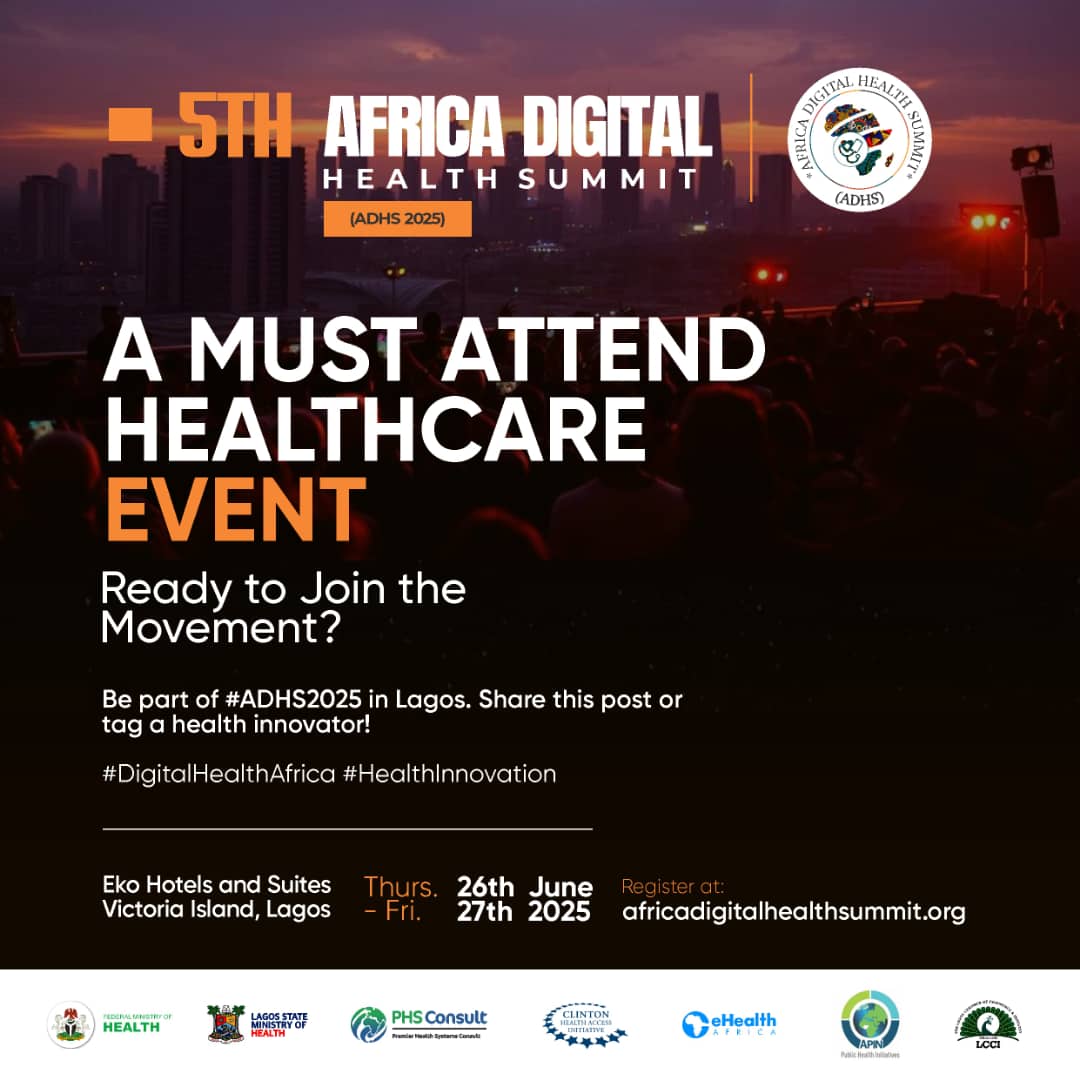 5TH AFRICA DIGITAL
HEALTH SUMMIT
(ADHS 2025)
* AFRICA DIGITAL HEALTH SUMMIT *
(ADHS)
A MUST ATTEND
HEALTHCARE
EVENT
Ready to Join the
Movement?
Be part of #ADHS2025 in Lagos. Share this post or
tag a health innovator!
#DigitalHealthAfrica #HealthInnovation
Eko Hotels and Suites
Victoria Island, Lagos
Thurs. 26th June
- Fri. 27th 2025
Register at:
africadigitalhealthsummit.org
FEDERAL MINISTRY OF
HEALTH
LAGOS STATE
MINISTRY OF
HEALTH
PHS Consult
Premier Health Systems Consult
CLINTON
HEALTH ACCESS
INITIATIVE
eHealth
AFRICA
APIN
Public Health Initiatives
LCCI